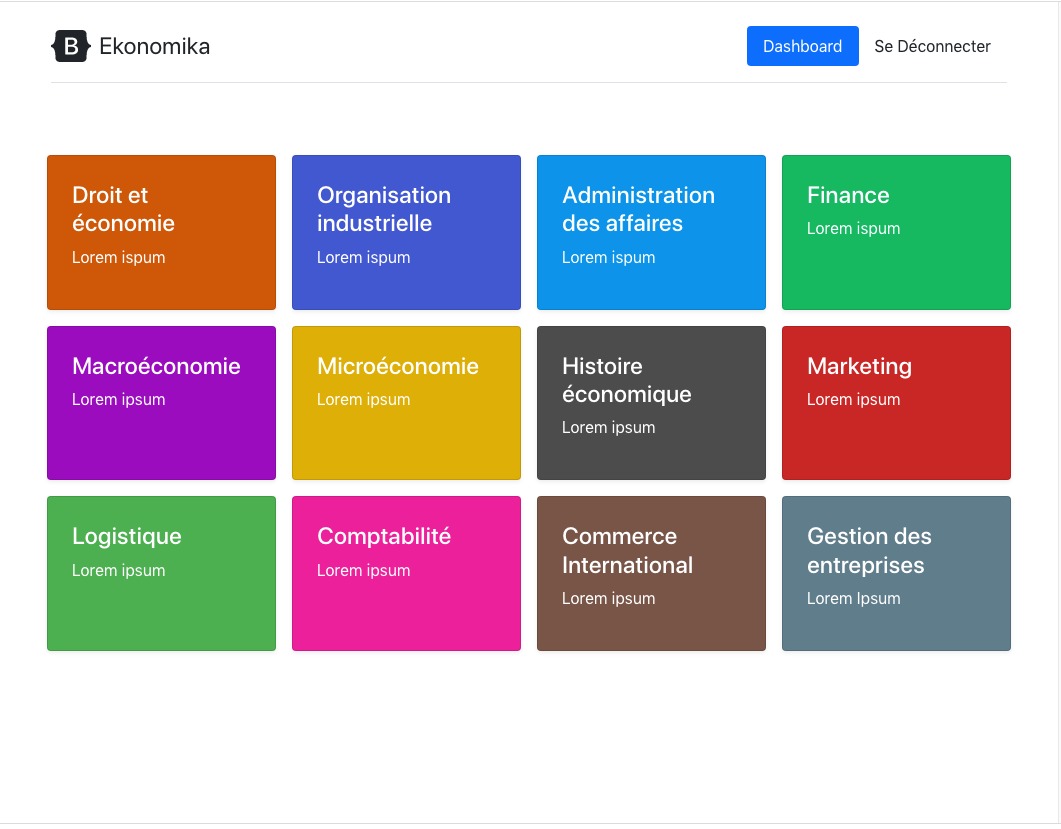 B Ekonomika
Dashboard Se Déconnecter
Droit et
économie
Lorem ispum
Organisation
industrielle
Lorem ispum
Administration
des affaires
Lorem ispum
Finance
Lorem ispum
Macroéconomie
Lorem ipsum
Microéconomie
Lorem ipsum
Histoire
économique
Lorem ipsum
Marketing
Lorem ipsum
Logistique
Lorem ipsum
Comptabilité
Lorem ipsum
Commerce
International
Lorem ipsum
Gestion des
entreprises
Lorem Ipsum